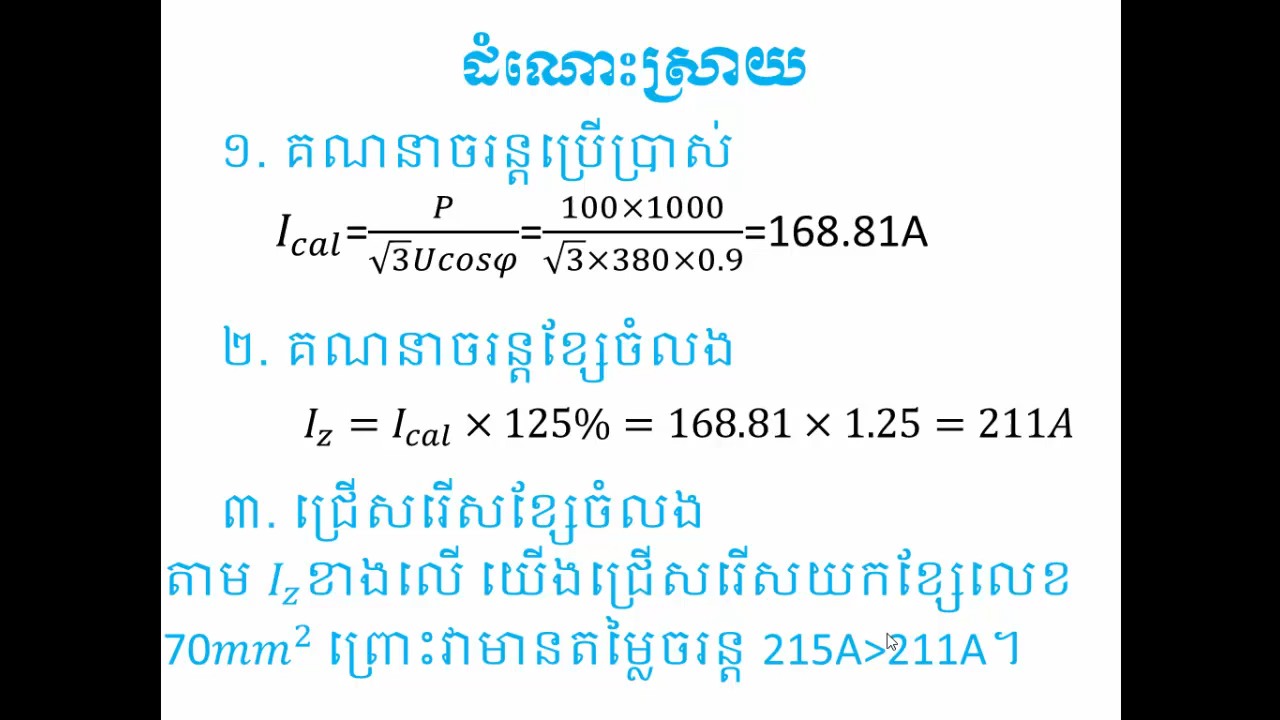 ដំណោះស្រាយ
១. គណនាចរន្តប្រើប្រាស់
I_cal=P/(√3Ucosφ)=(100×1000)/(√3×380×0.9)=168.81A
២. គណនាចរន្តខ្សែចំលង
I_z = I_cal × 125% = 168.81 × 1.25 = 211A
៣. ជ្រើសរើសខ្សែចំលង
តាម I_z ខាងលើ យើងជ្រើសរើសយកខ្សែលេខ
70mm² ព្រោះវាមានតម្លៃចរន្ត 215A>211A។